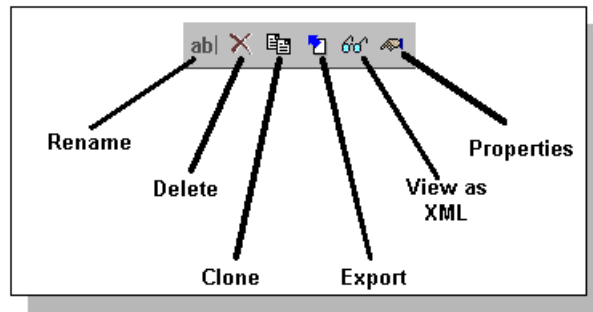 ab|
Rename
Properties
Delete
View as
XML
Clone
Export